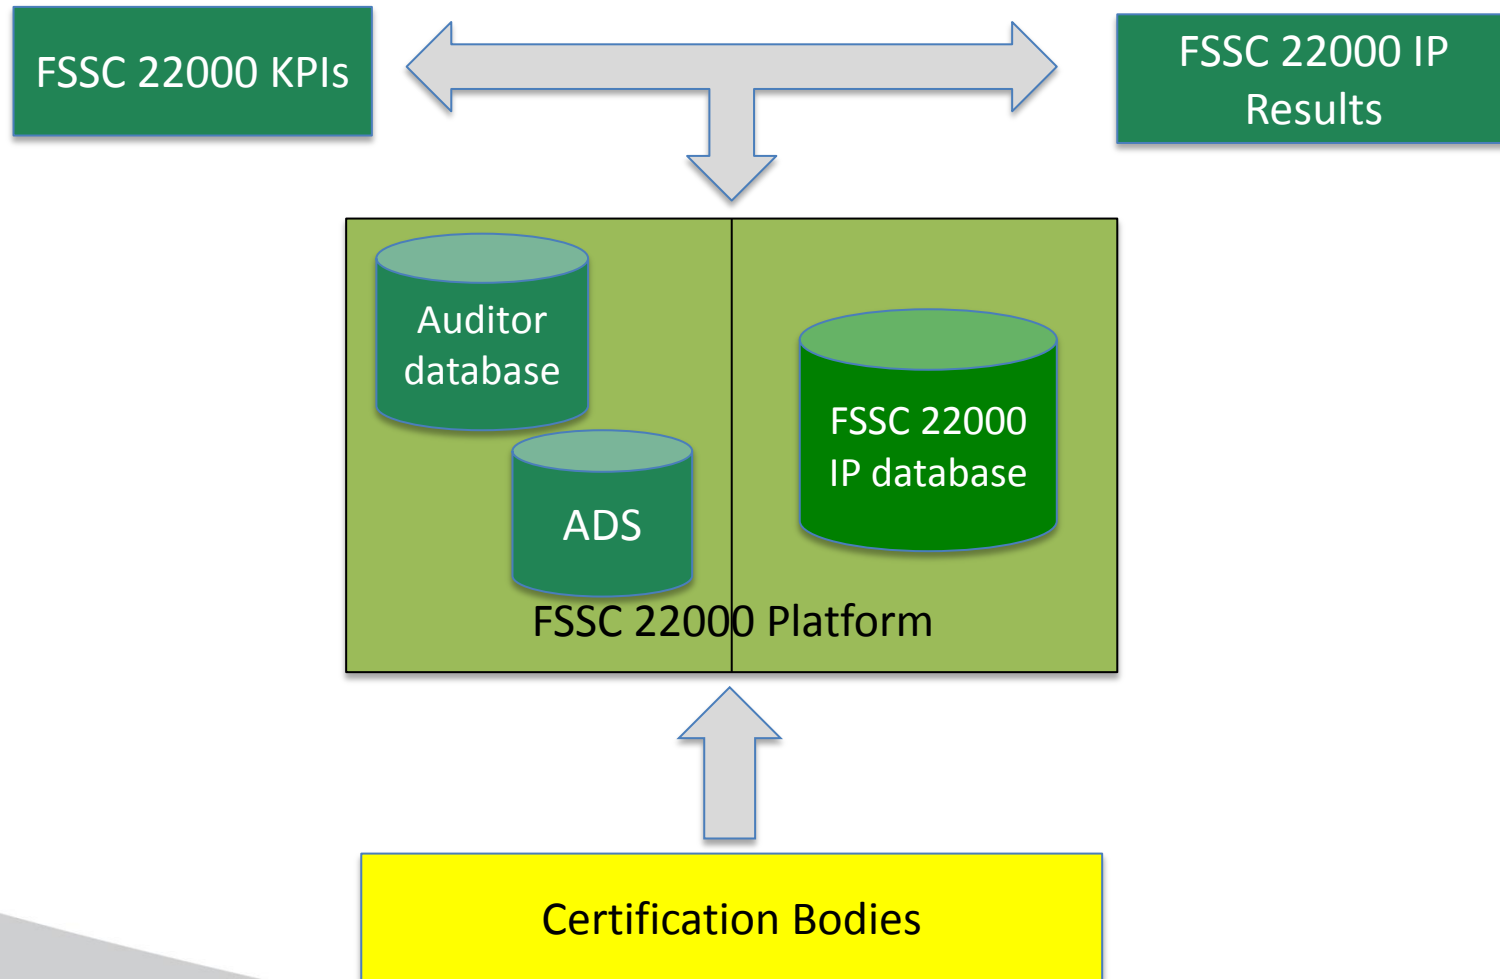 FSSC 22000 KPIs
FSSC 22000 IP
Results
Auditor
database
FSSC 22000
IP database
ADS
FSSC 22000 Platform
Certification Bodies